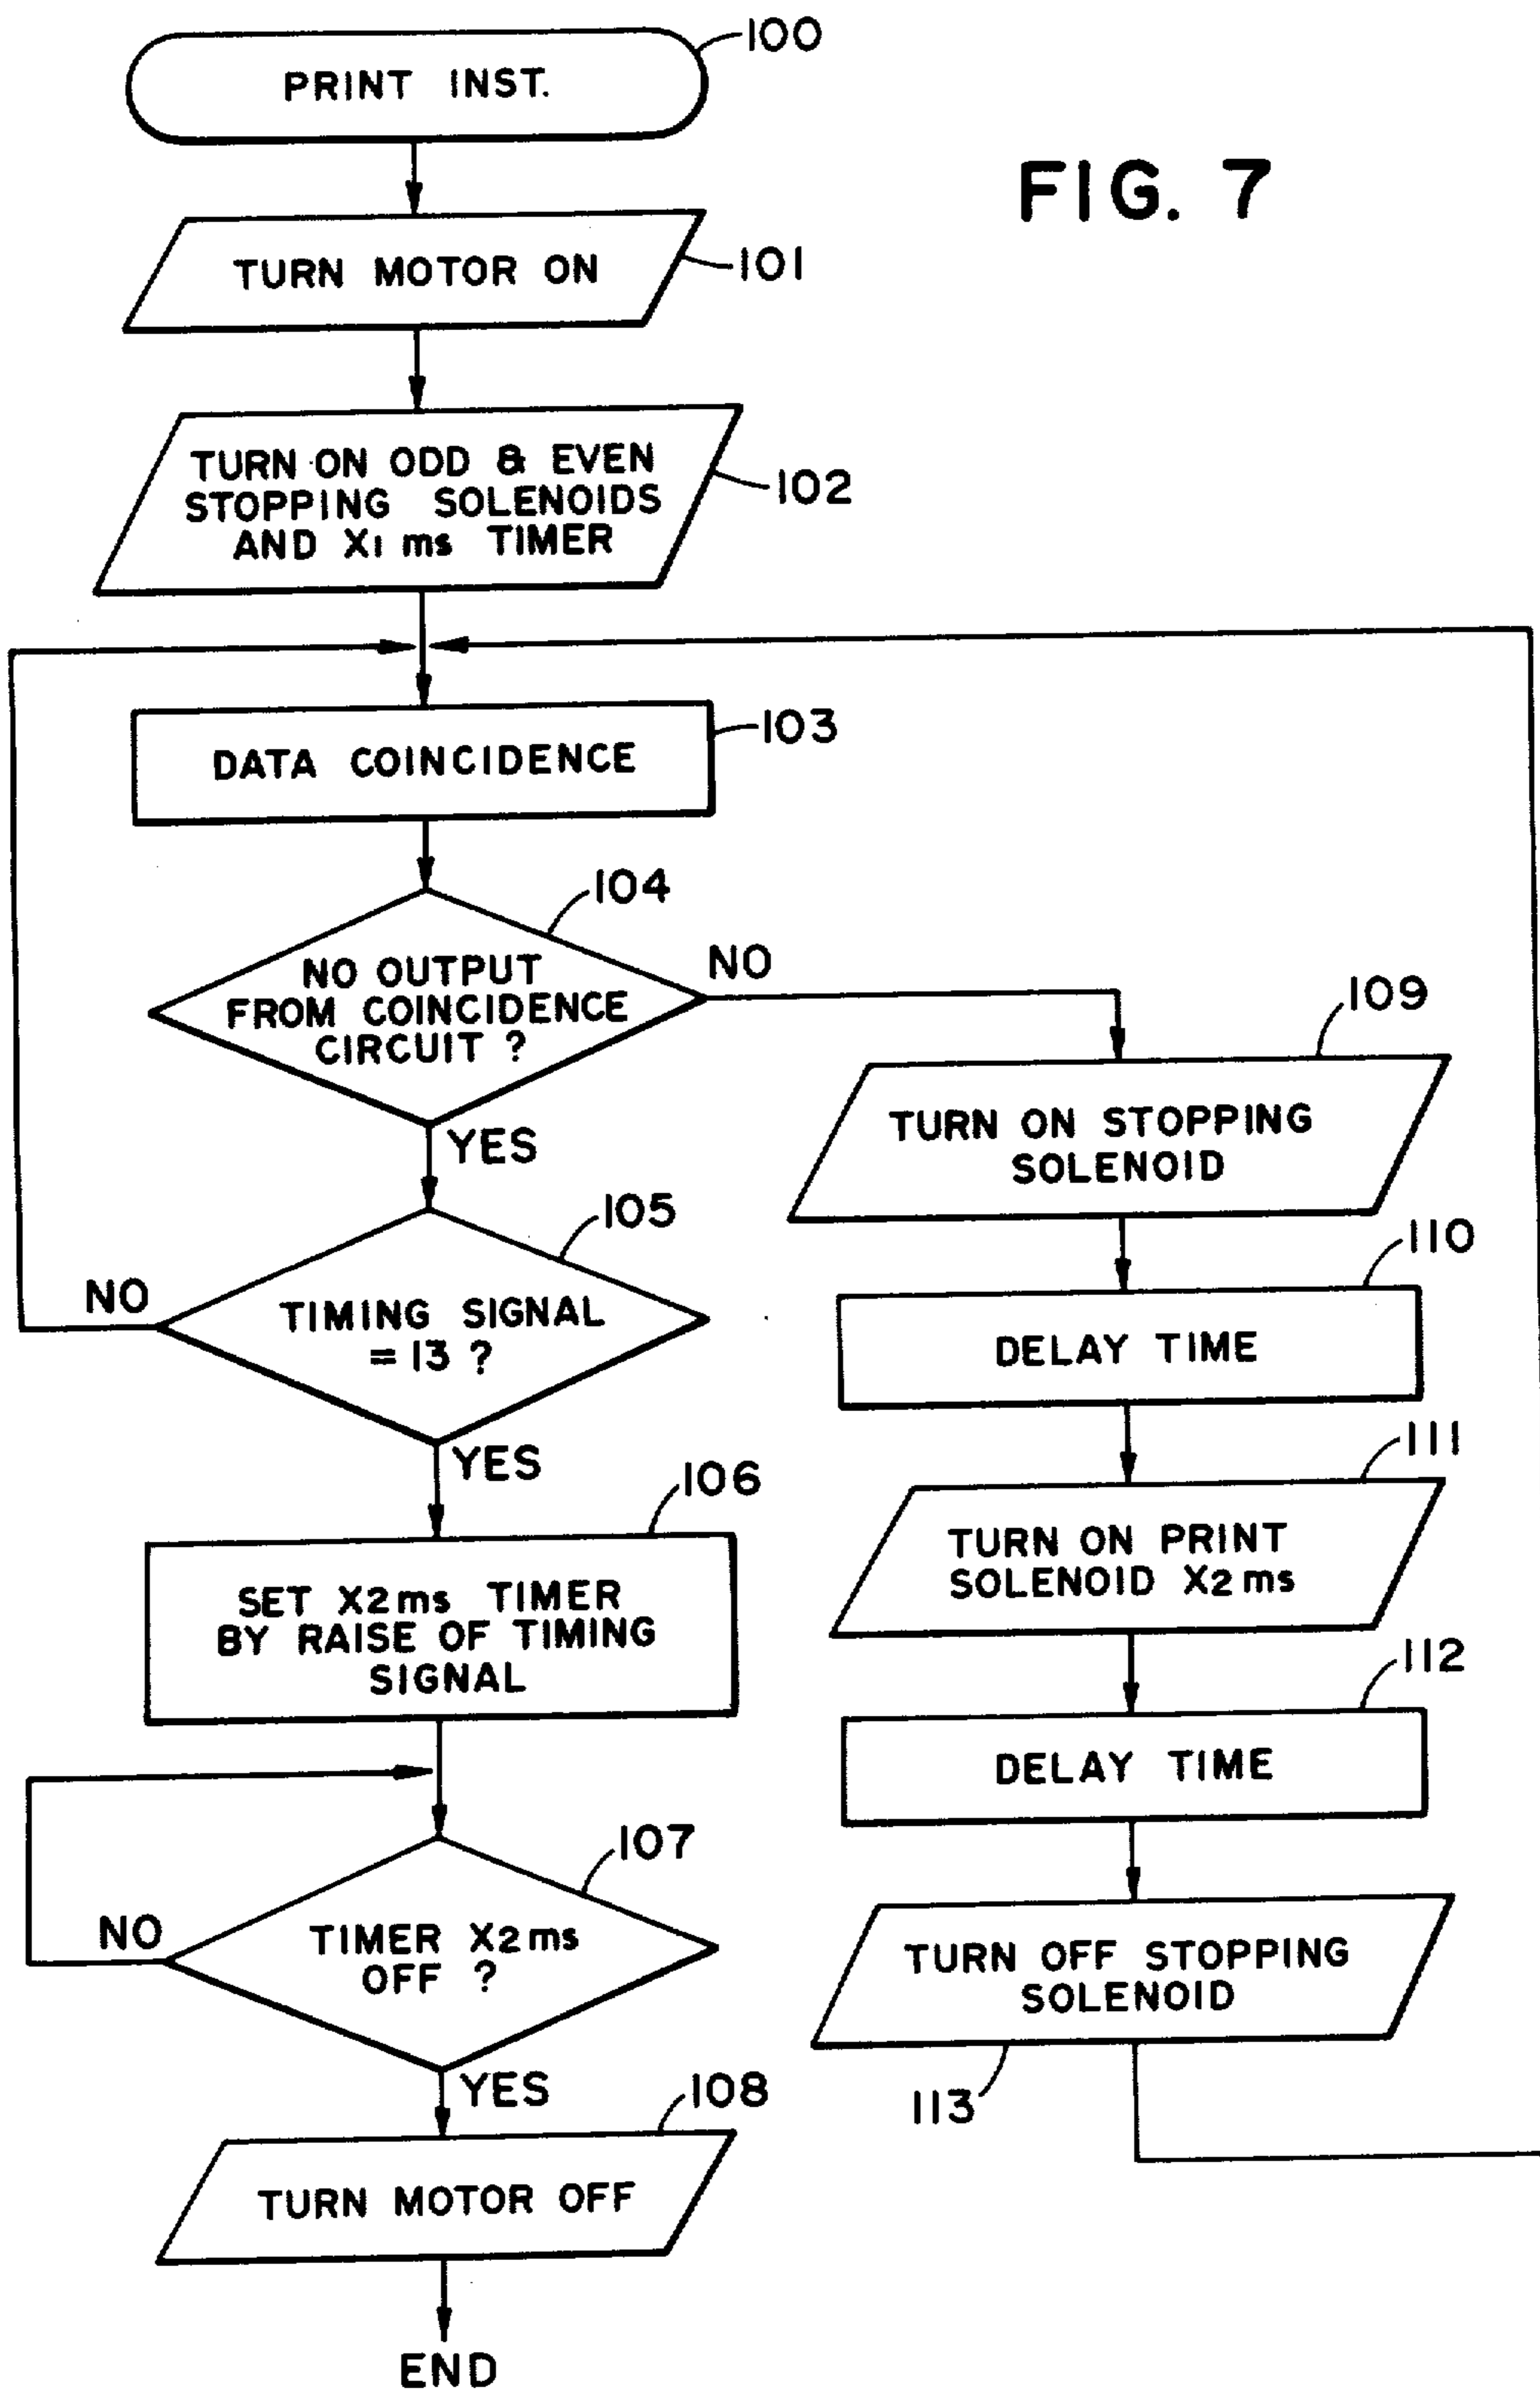 100
PRINT INST.
FIG. 7
TURN MOTOR ON
101
TURN ON ODD & EVEN
STOPPING SOLENOIDS
AND X1 ms TIMER
102
103
DATA COINCIDENCE
104
NO OUTPUT
FROM COINCIDENCE
CIRCUIT ?
NO
YES
109
TURN ON STOPPING
SOLENOID
105
TIMING SIGNAL
= 13 ?
NO
YES
110
DELAY TIME
106
SET X2 ms TIMER
BY RAISE OF TIMING
SIGNAL
111
TURN ON PRINT
SOLENOID X2 ms
112
DELAY TIME
107
TIMER X2 ms
OFF ?
NO
YES
TURN OFF STOPPING
SOLENOID
113
108
TURN MOTOR OFF
END